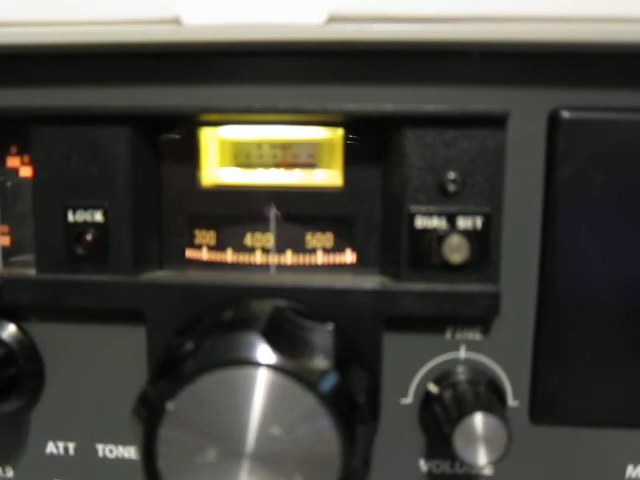 LOCK
300 400 500
DIAL SET
FINE
ATT TONE
VOLUME